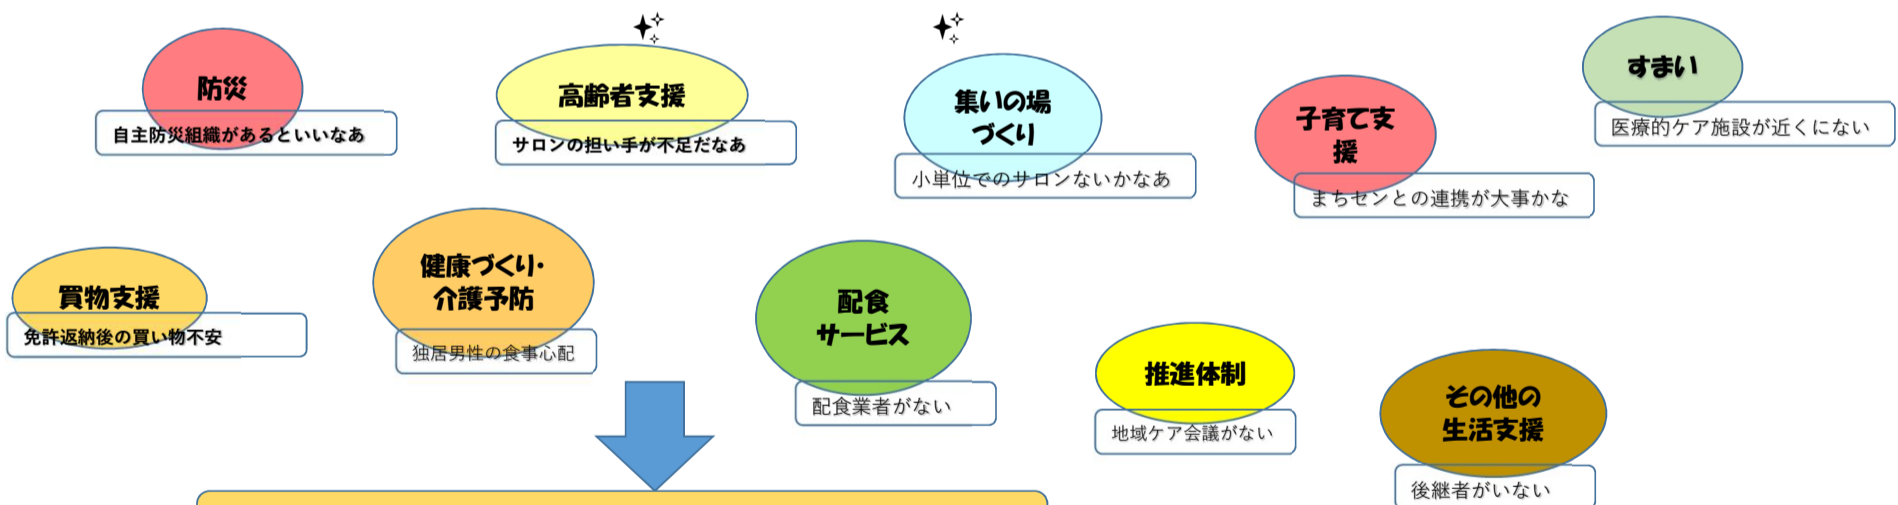 防災
自主防災組織があるといいなあ
高齢者支援
サロンの担い手が不足だなあ
集いの場
づくり
小単位でのサロンないかなあ
子育て支
援
まちセンとの連携が大事かな
すまい
医療的ケア施設が近くにない
買物支援
免許返納後の買い物不安
健康づくり・
介護予防
独居男性の食事心配
配食
サービス
配食業者がない
推進体制
地域ケア会議がない
その他の
生活支援
後継者がいない